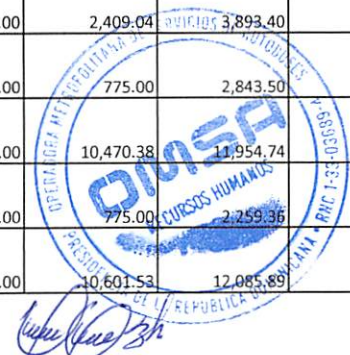 .00 2,409.04 3,893.40
.00 775.00 2,843.50
.00 10,470.38 11,954.74
.00 775.00 2,259.36
.00 10,601.53 12,085.89
OPERADORA METROPOLITANA DE SERVICIOS DE AUTOBUSES
OMSA
RECURSOS HUMANOS
PRESIDENCIA DE LA REPUBLICA DOMINICANA * RNC 1-33-03089-